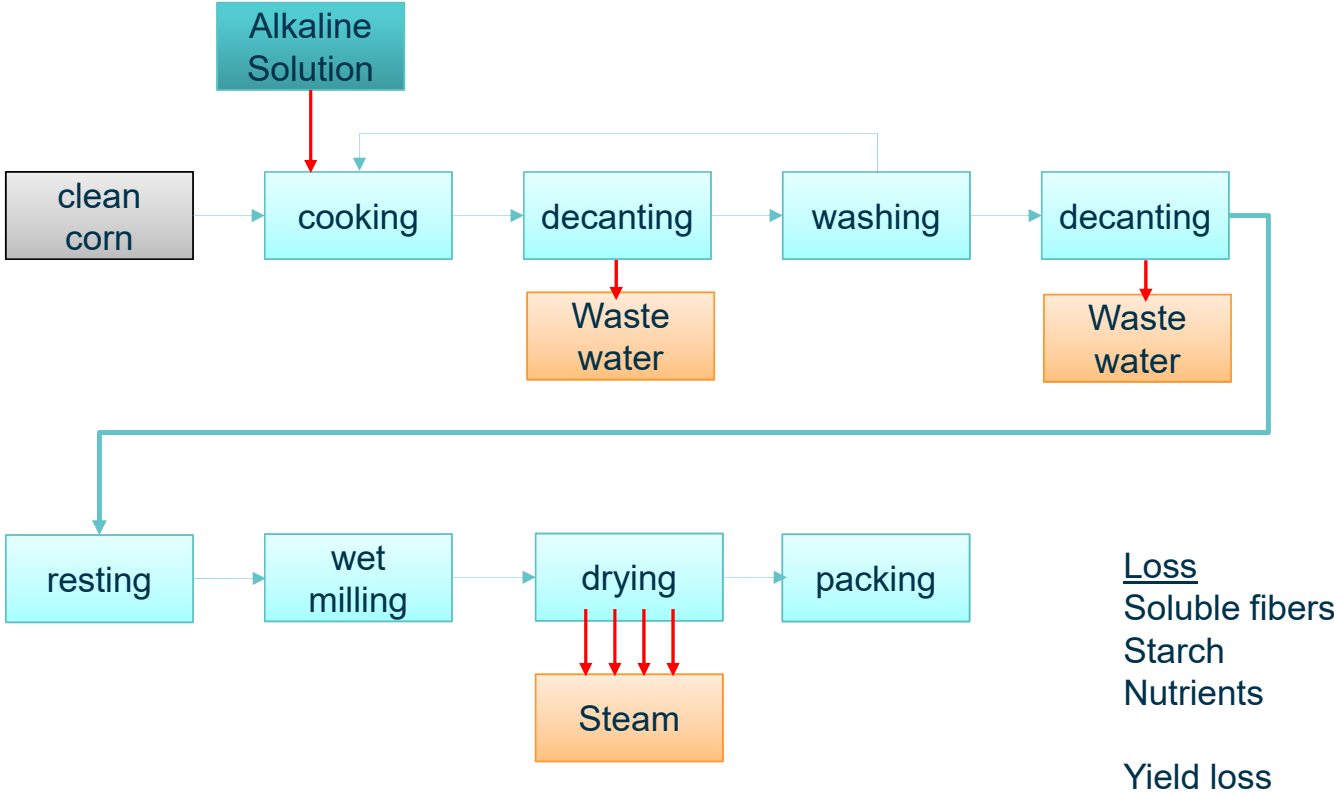 Alkaline
Solution
clean
corn
cooking
decanting
washing
decanting
Waste
water
Waste
water
resting
wet
milling
drying
packing
Steam
Loss
Soluble fibers
Starch
Nutrients
Yield loss